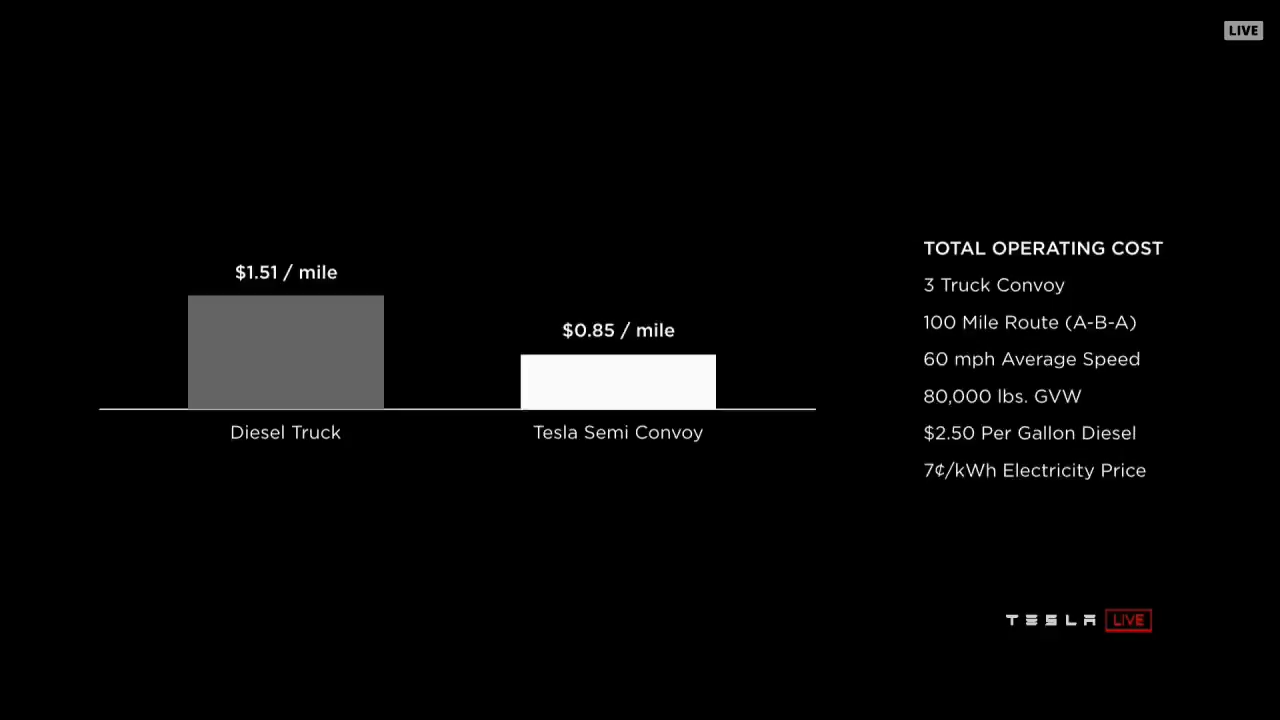 LIVE
$1.51 / mile
$0.85 / mile
Diesel Truck
Tesla Semi Convoy
TOTAL OPERATING COST
3 Truck Convoy
100 Mile Route (A-B-A)
60 mph Average Speed
80,000 lbs. GVW
$2.50 Per Gallon Diesel
7¢/kWh Electricity Price
TESLA LIVE